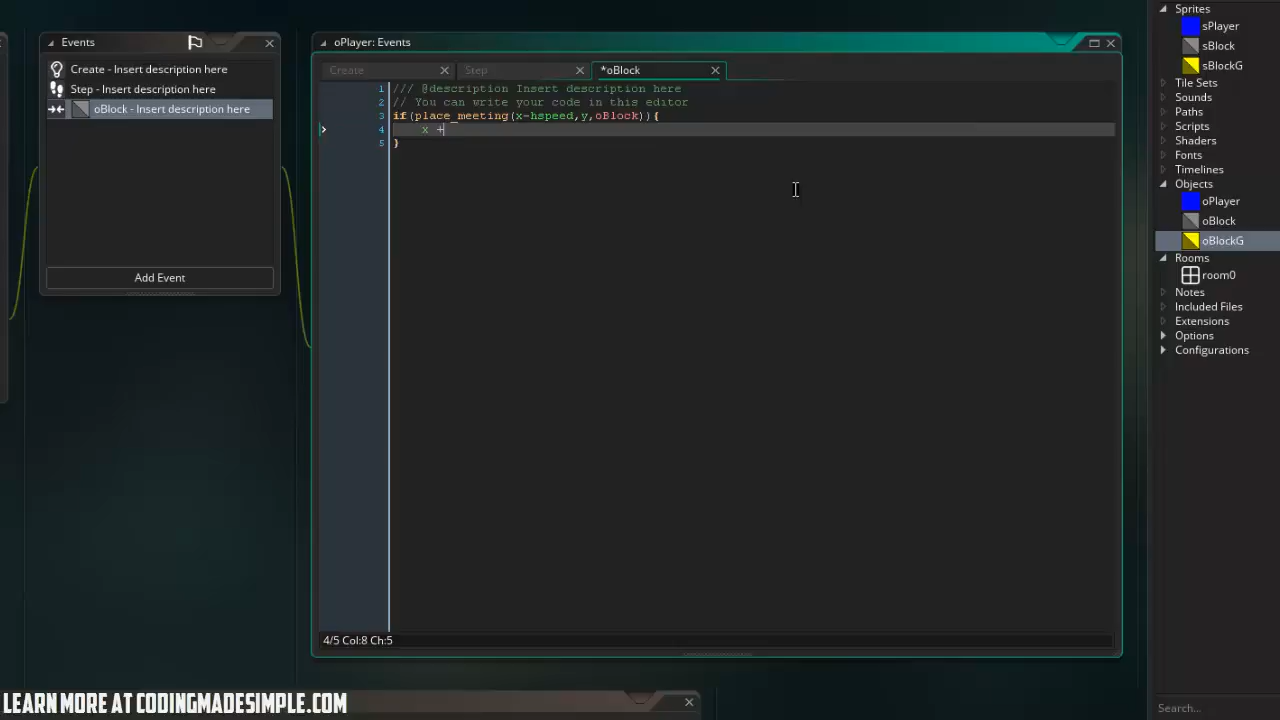 Events
Create - Insert description here
Step - Insert description here
oBlock - Insert description here
Add Event
oPlayer: Events
Create
Step
*oBlock
1 /// @description Insert description here
2 // You can write your code in this editor
3 if(place_meeting(x-hspeed,y,oBlock)){
4 x +
5 }
4/5 Col:8 Ch:5
Sprites
sPlayer
sBlock
sBlockG
Tile Sets
Sounds
Paths
Scripts
Shaders
Fonts
Timelines
Objects
oPlayer
oBlock
oBlockG
Rooms
room0
Notes
Included Files
Extensions
Options
Configurations
Search...
LEARN MORE AT CODINGMADESIMPLE.COM